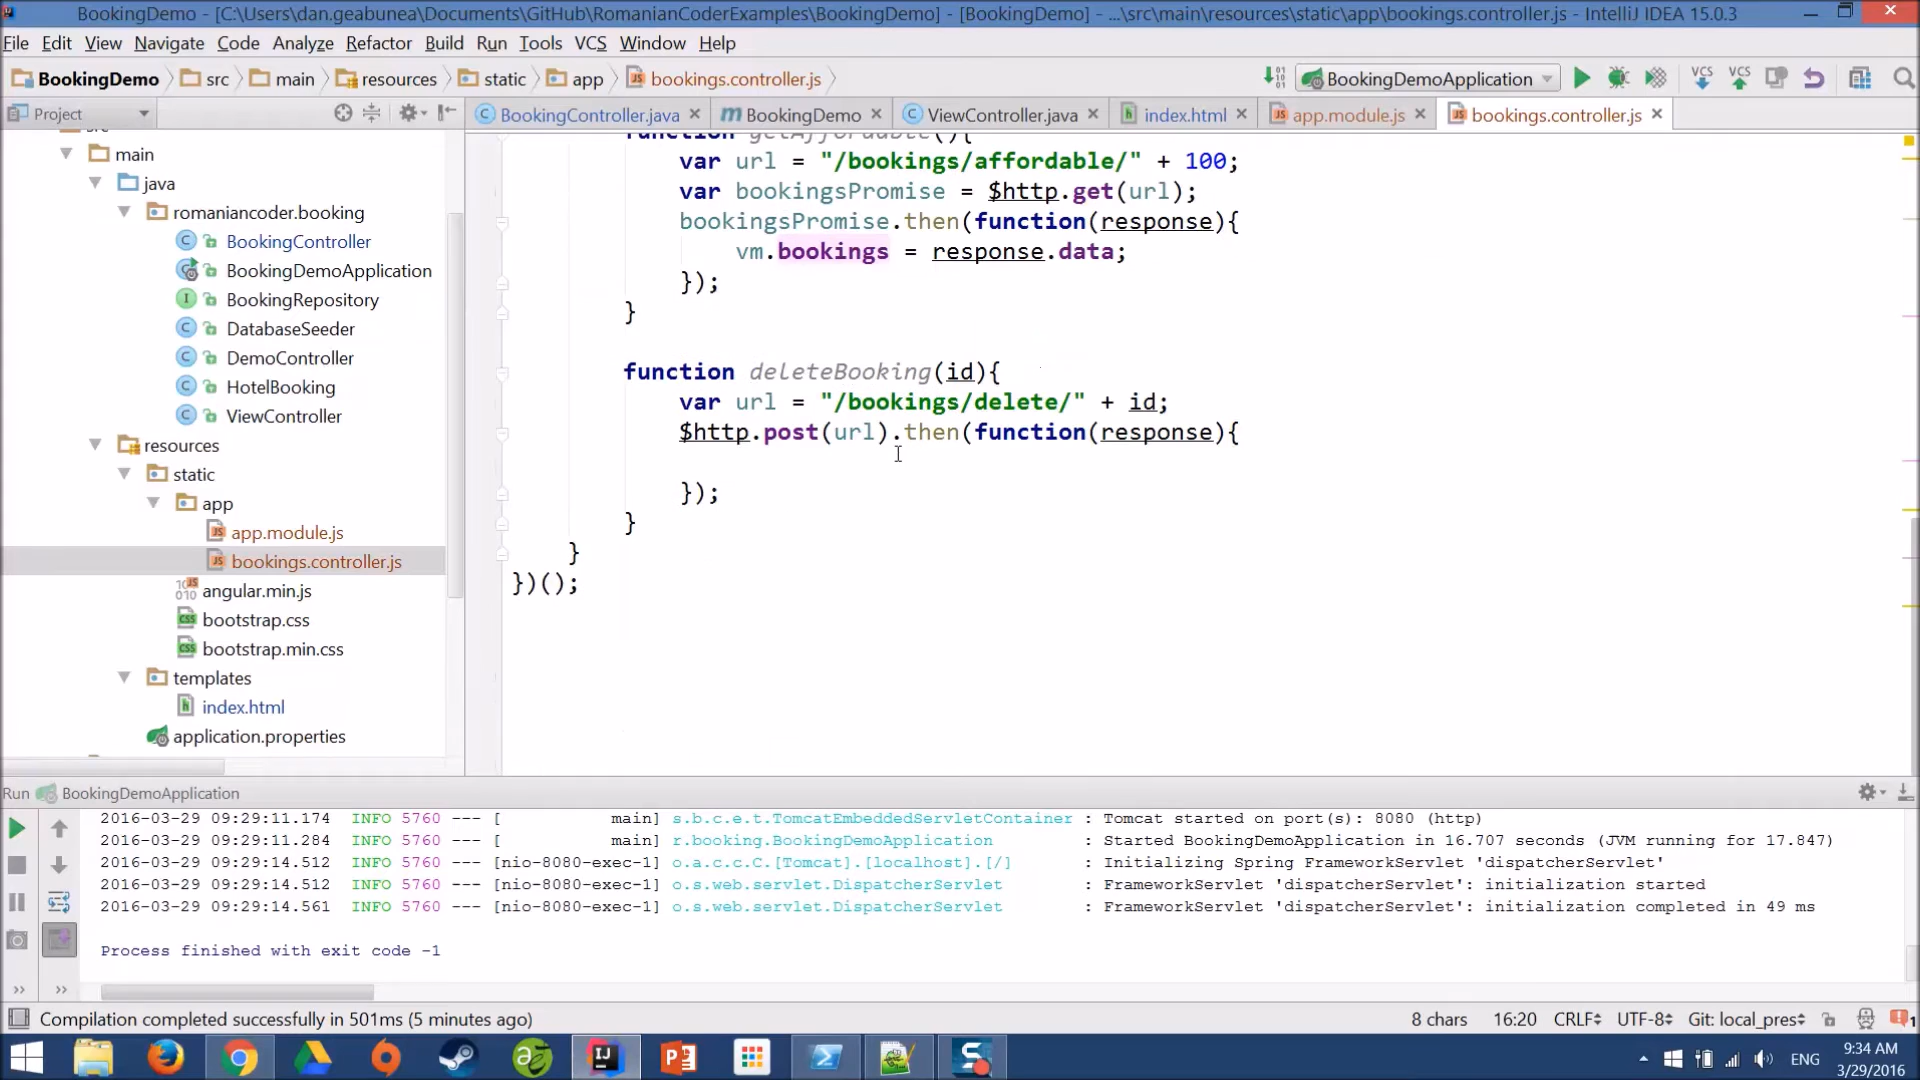 BookingDemo - [C:\Users\dan.geabunea\Documents\GitHub\RomanianCoderExamples\BookingDemo] - [BookingDemo] - ...\src\main\resources\static\app\bookings.controller.js - IntelliJ IDEA 15.0.3
File Edit View Navigate Code Analyze Refactor Build Run Tools VCS Window Help
BookingDemo src main resources static app bookings.controller.js BookingDemoApplication VCS VCS
Project BookingController.java BookingDemo ViewController.java index.html app.module.js bookings.controller.js
src
main
java
romaniancoder.booking
BookingController
BookingDemoApplication
BookingRepository
DatabaseSeeder
DemoController
HotelBooking
ViewController
resources
static
app
app.module.js
bookings.controller.js
angular.min.js
bootstrap.css
bootstrap.min.css
templates
index.html
application.properties
function getAffordable(){
var url = "/bookings/affordable/" + 100;
var bookingsPromise = $http.get(url);
bookingsPromise.then(function(response){
vm.bookings = response.data;
});
}
function deleteBooking(id){
var url = "/bookings/delete/" + id;
$http.post(url).then(function(response){
});
}
}
})();
Run BookingDemoApplication
2016-03-29 09:29:11.174 INFO 5760 --- [ main] s.b.c.e.t.TomcatEmbeddedServletContainer : Tomcat started on port(s): 8080 (http)
2016-03-29 09:29:11.284 INFO 5760 --- [ main] r.booking.BookingDemoApplication : Started BookingDemoApplication in 16.707 seconds (JVM running for 17.847)
2016-03-29 09:29:14.512 INFO 5760 --- [nio-8080-exec-1] o.a.c.c.C.[Tomcat].[localhost].[/] : Initializing Spring FrameworkServlet 'dispatcherServlet'
2016-03-29 09:29:14.512 INFO 5760 --- [nio-8080-exec-1] o.s.web.servlet.DispatcherServlet : FrameworkServlet 'dispatcherServlet': initialization started
2016-03-29 09:29:14.561 INFO 5760 --- [nio-8080-exec-1] o.s.web.servlet.DispatcherServlet : FrameworkServlet 'dispatcherServlet': initialization completed in 49 ms
Process finished with exit code -1
Compilation completed successfully in 501ms (5 minutes ago) 8 chars 16:20 CRLF UTF-8 Git: local_pres
ENG 9:34 AM
3/29/2016